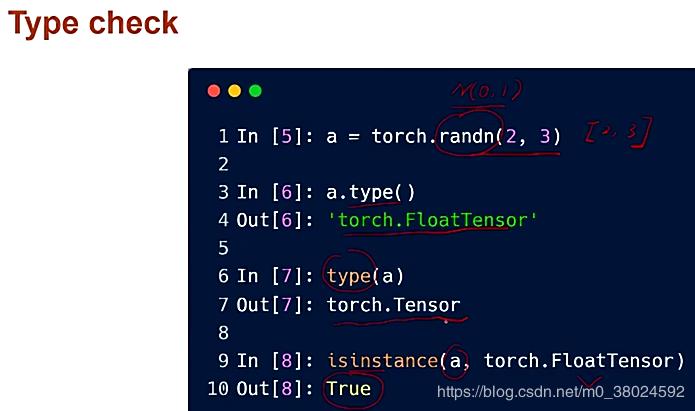 Type check
N(0,1)
1 In [5]: a = torch.randn(2, 3) [2,3]
2
3 In [6]: a.type()
4 Out[6]: 'torch.FloatTensor'
5
6 In [7]: type(a)
7 Out[7]: torch.Tensor
8
9 In [8]: isinstance(a, torch.FloatTensor)
10 Out[8]: True
https://blog.csdn.net/m0_38024592